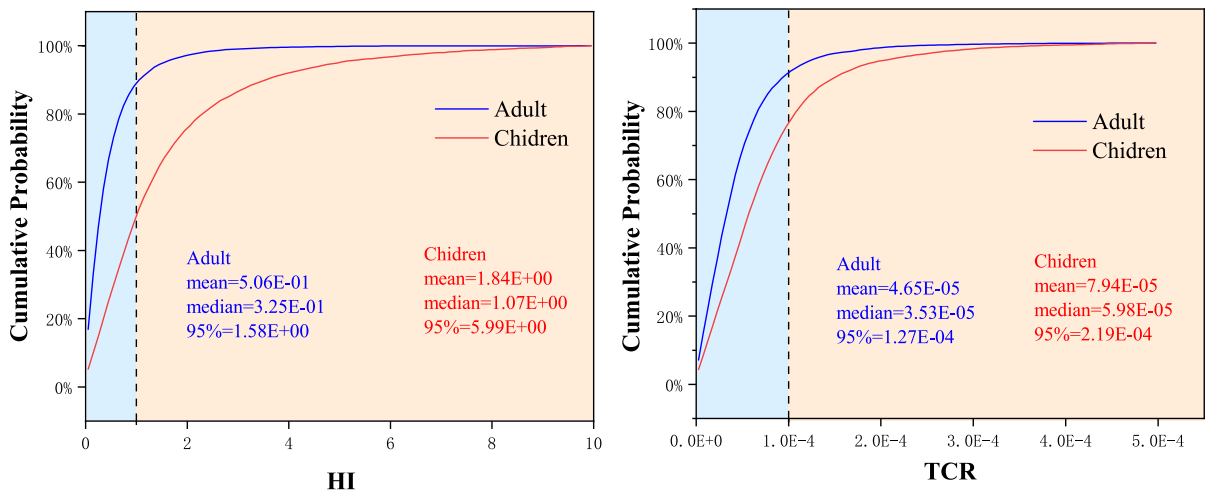 Cumulative Probability
100%
80%
60%
40%
20%
0%
Adult
Chidren
Adult
mean=5.06E-01
median=3.25E-01
95%=1.58E+00
Chidren
mean=1.84E+00
median=1.07E+00
95%=5.99E+00
0 2 4 6 8 10
HI
Cumulative Probability
100%
80%
60%
40%
20%
0%
Adult
Chidren
Adult
mean=4.65E-05
median=3.53E-05
95%=1.27E-04
Chidren
mean=7.94E-05
median=5.98E-05
95%=2.19E-04
0.0E+0 1.0E-4 2.0E-4 3.0E-4 4.0E-4 5.0E-4
TCR